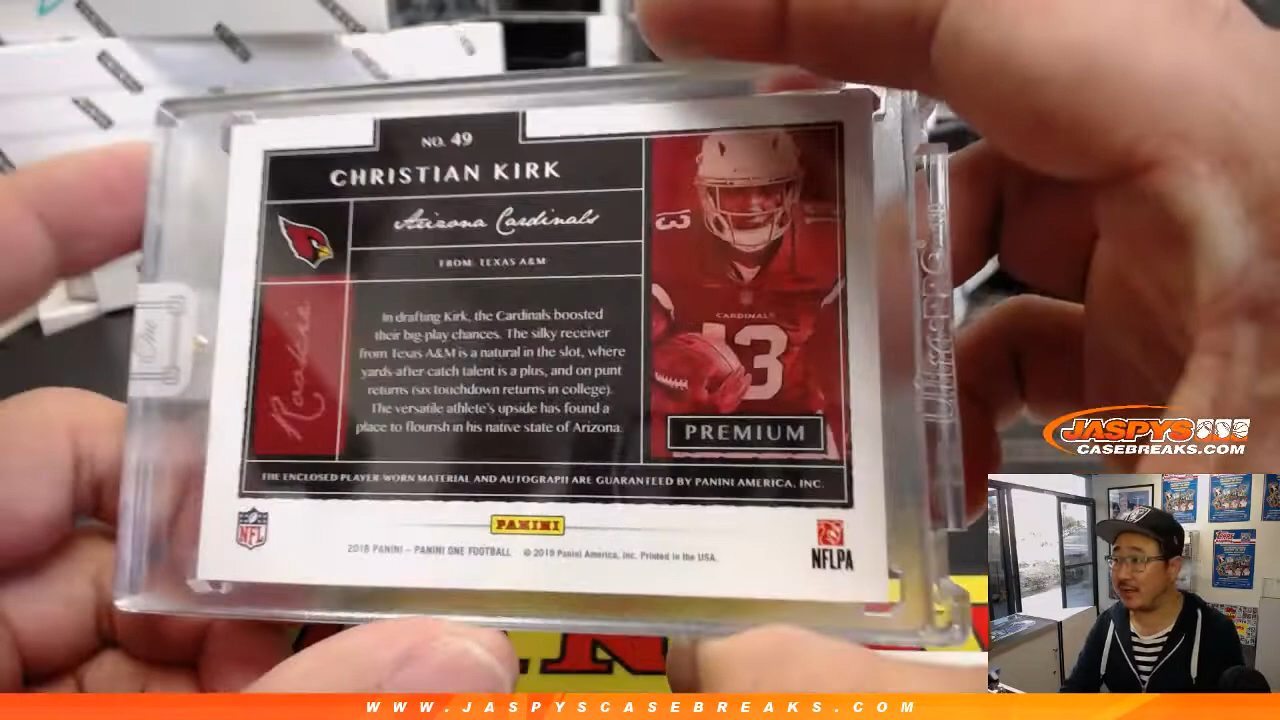 NO. 49
CHRISTIAN KIRK
Arizona Cardinals
FROM: TEXAS A&M
Rookie
In drafting Kirk, the Cardinals boosted
their big-play chances. The silky receiver
from Texas A&M is a natural in the slot, where
yards-after-catch talent is a plus, and on punt
returns (six touchdown returns in college).
The versatile athlete's upside has found a
place to flourish in his native state of Arizona.
CARDINALS
13
3
PREMIUM
THE ENCLOSED PLAYER-WORN MATERIAL AND AUTOGRAPH ARE GUARANTEED BY PANINI AMERICA, INC.
NFL
PANINI
2018 PANINI – PANINI ONE FOOTBALL © 2019 Panini America, Inc. Printed in the USA.
NFLPA
One
JASPYS
CASEBREAKS.COM
WWW.JASPYSCASEBREAKS.COM